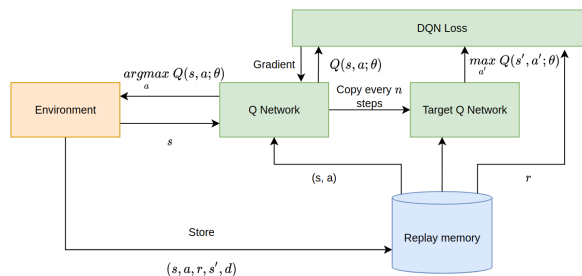 DQN Loss
Gradient
Q(s, a; θ)
max Q(s′, a′; θ)
a′
argmax Q(s, a; θ)
a
Environment
Q Network
Copy every n
steps
Target Q Network
s
(s, a)
r
Store
Replay memory
(s, a, r, s′, d)